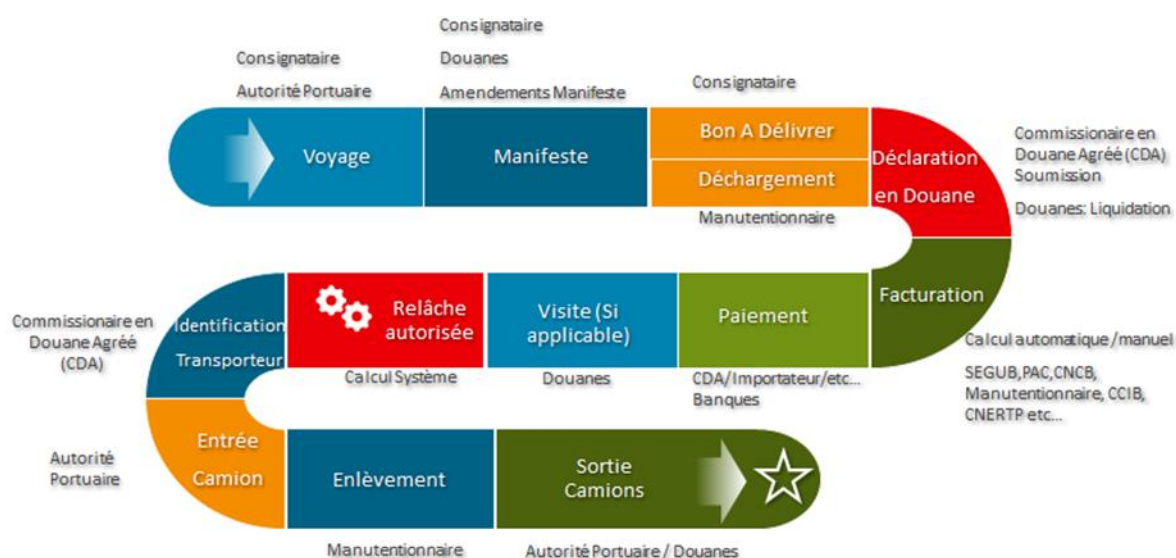 Consignataire
Autorité Portuaire
Consignataire
Douanes
Amendements Manifeste
Consignataire
Voyage
Manifeste
Bon A Délivrer
Déchargement
Manutentionnaire
Déclaration
en Douane
Commissionaire en
Douane Agréé (CDA)
Soumission
Douanes: Liquidation
Facturation
Calcul automatique/manuel
SEGUB,PAC,CNCB,
Manutentionnaire, CCIB,
CNERTP etc...
Paiement
CDA/Importateur/etc...
Banques
Visite (Si
applicable)
Douanes
Relâche
autorisée
Calcul Système
Identification
Transporteur
Commissionaire en
Douane Agréé
(CDA)
Entrée
Camion
Autorité
Portuaire
Enlèvement
Manutentionnaire
Sortie
Camions
Autorité Portuaire / Douanes